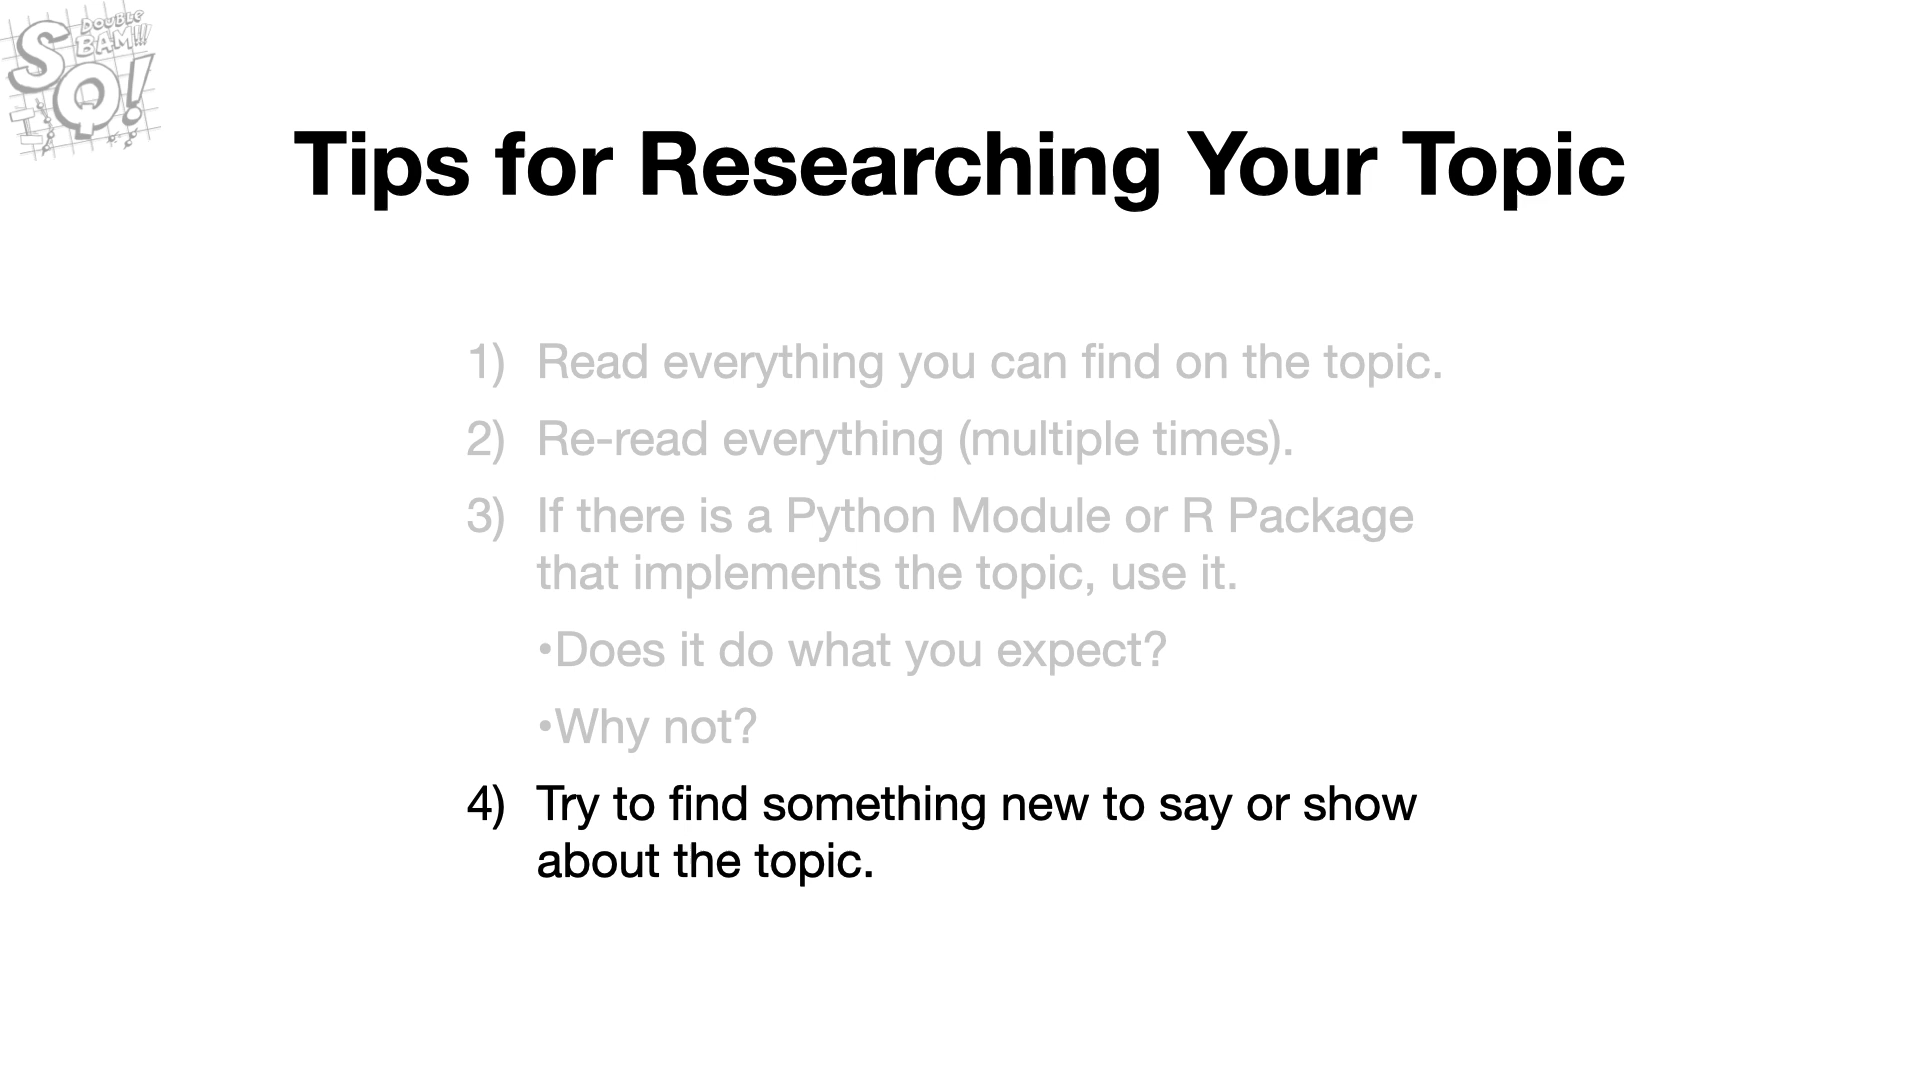 DOUBLE
BAM!!!
SQ!
Tips for Researching Your Topic
1) Read everything you can find on the topic.
2) Re-read everything (multiple times).
3) If there is a Python Module or R Package
that implements the topic, use it.
•Does it do what you expect?
•Why not?
4) Try to find something new to say or show
about the topic.